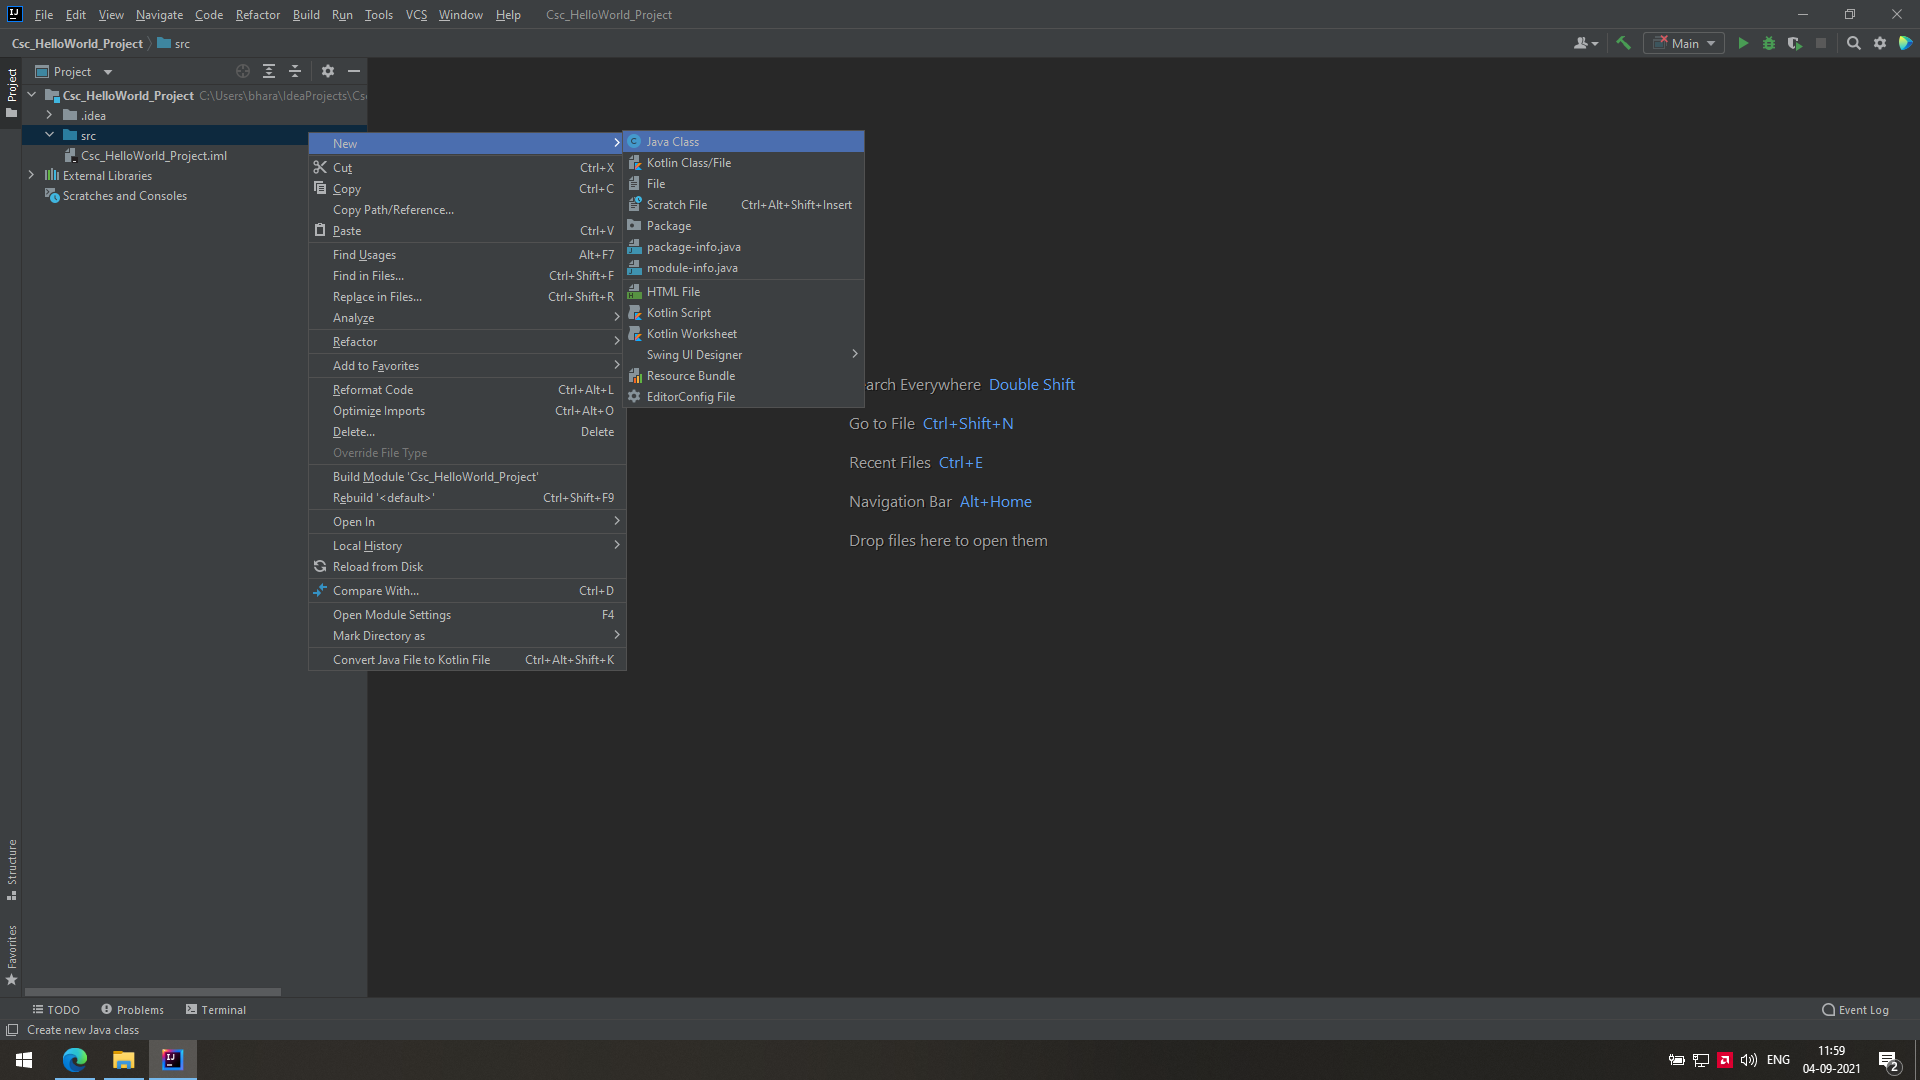 File Edit View Navigate Code Refactor Build Run Tools VCS Window Help Csc_HelloWorld_Project
Csc_HelloWorld_Project src
Main
Project
Project
Csc_HelloWorld_Project C:\Users\bhara\IdeaProjects\Csc
.idea
src
Csc_HelloWorld_Project.iml
External Libraries
Scratches and Consoles
New
Cut Ctrl+X
Copy Ctrl+C
Copy Path/Reference...
Paste Ctrl+V
Find Usages Alt+F7
Find in Files... Ctrl+Shift+F
Replace in Files... Ctrl+Shift+R
Analyze
Refactor
Add to Favorites
Reformat Code Ctrl+Alt+L
Optimize Imports Ctrl+Alt+O
Delete... Delete
Override File Type
Build Module 'Csc_HelloWorld_Project'
Rebuild '<default>' Ctrl+Shift+F9
Open In
Local History
Reload from Disk
Compare With... Ctrl+D
Open Module Settings F4
Mark Directory as
Convert Java File to Kotlin File Ctrl+Alt+Shift+K
Java Class
Kotlin Class/File
File
Scratch File Ctrl+Alt+Shift+Insert
Package
package-info.java
module-info.java
HTML File
Kotlin Script
Kotlin Worksheet
Swing UI Designer
Resource Bundle
EditorConfig File
earch Everywhere Double Shift
Go to File Ctrl+Shift+N
Recent Files Ctrl+E
Navigation Bar Alt+Home
Drop files here to open them
Structure
Favorites
TODO Problems Terminal Event Log
Create new Java class
ENG
11:59
04-09-2021
2